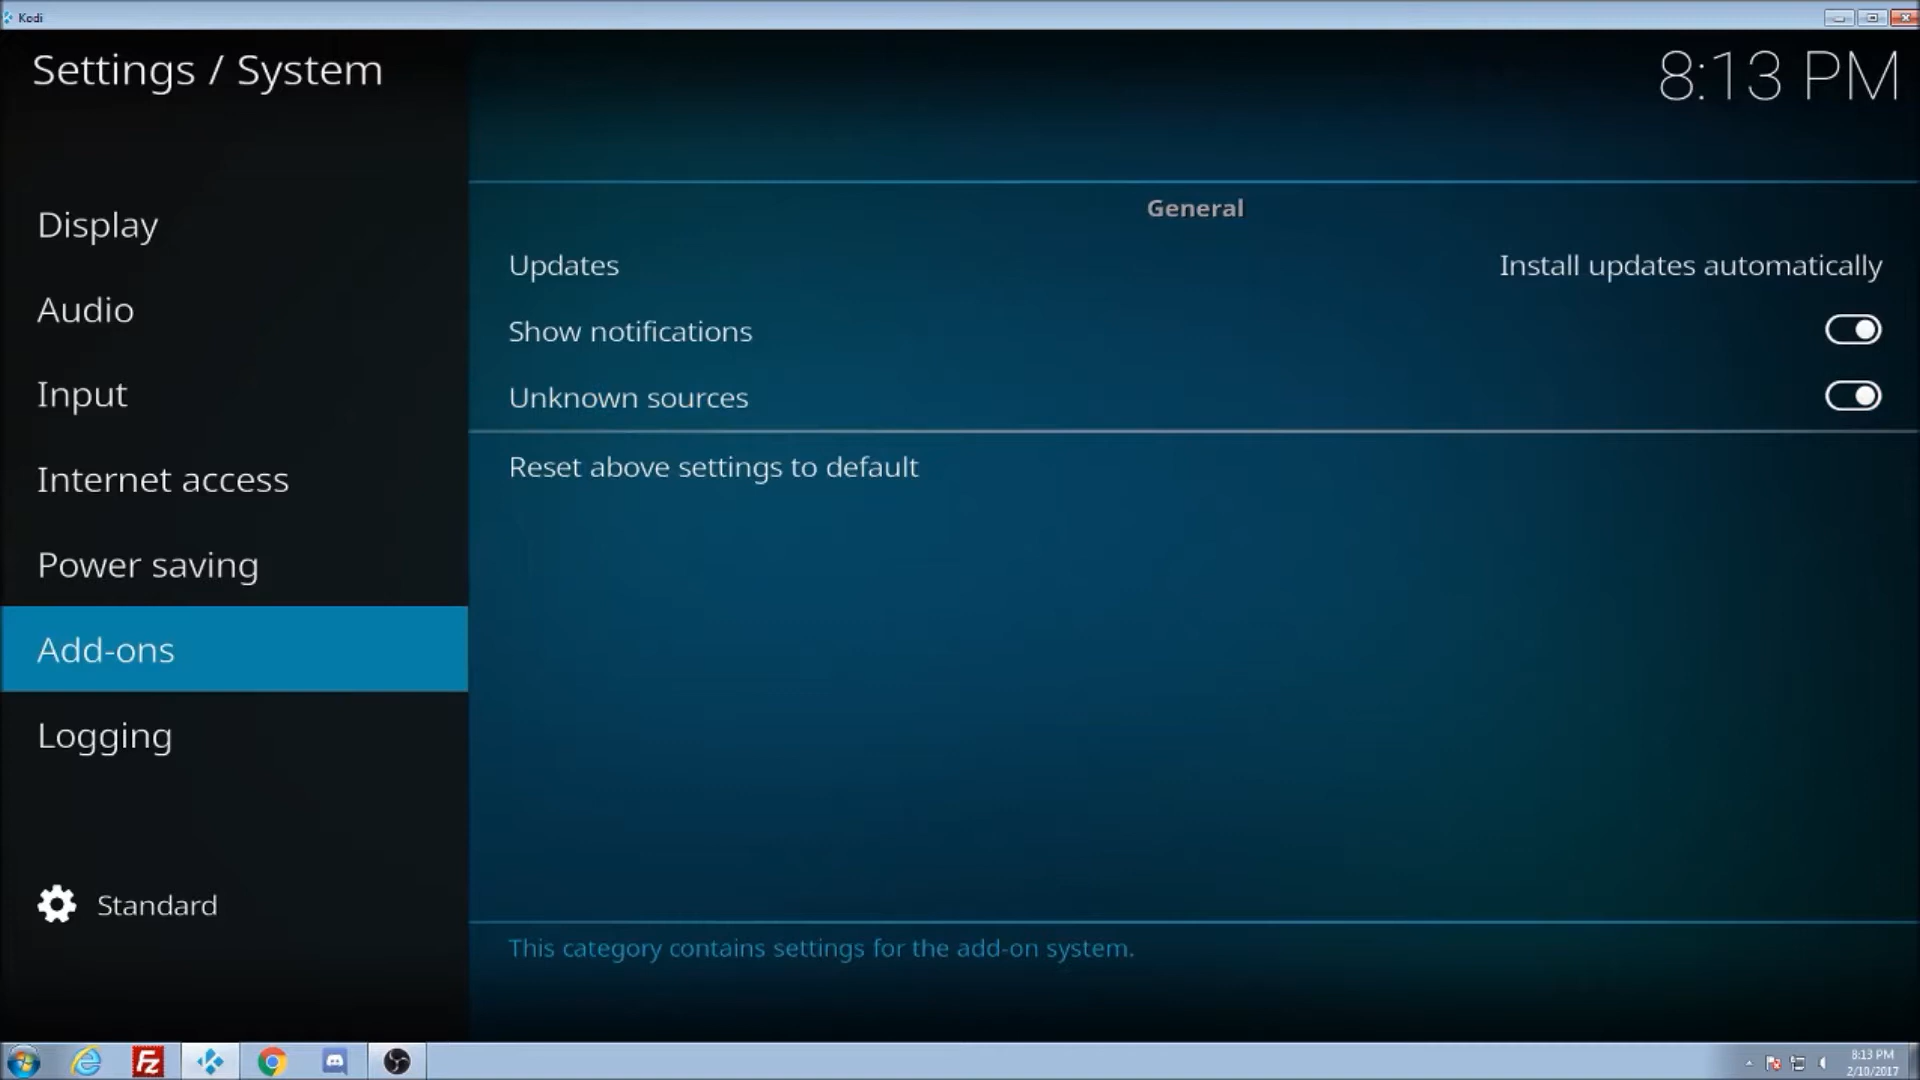 Kodi
Settings / System
8:13 PM
Display
Audio
Input
Internet access
Power saving
Add-ons
Logging
Standard
General
Updates
Install updates automatically
Show notifications
Unknown sources
Reset above settings to default
This category contains settings for the add-on system.
Fz
8:13 PM
2/10/2017